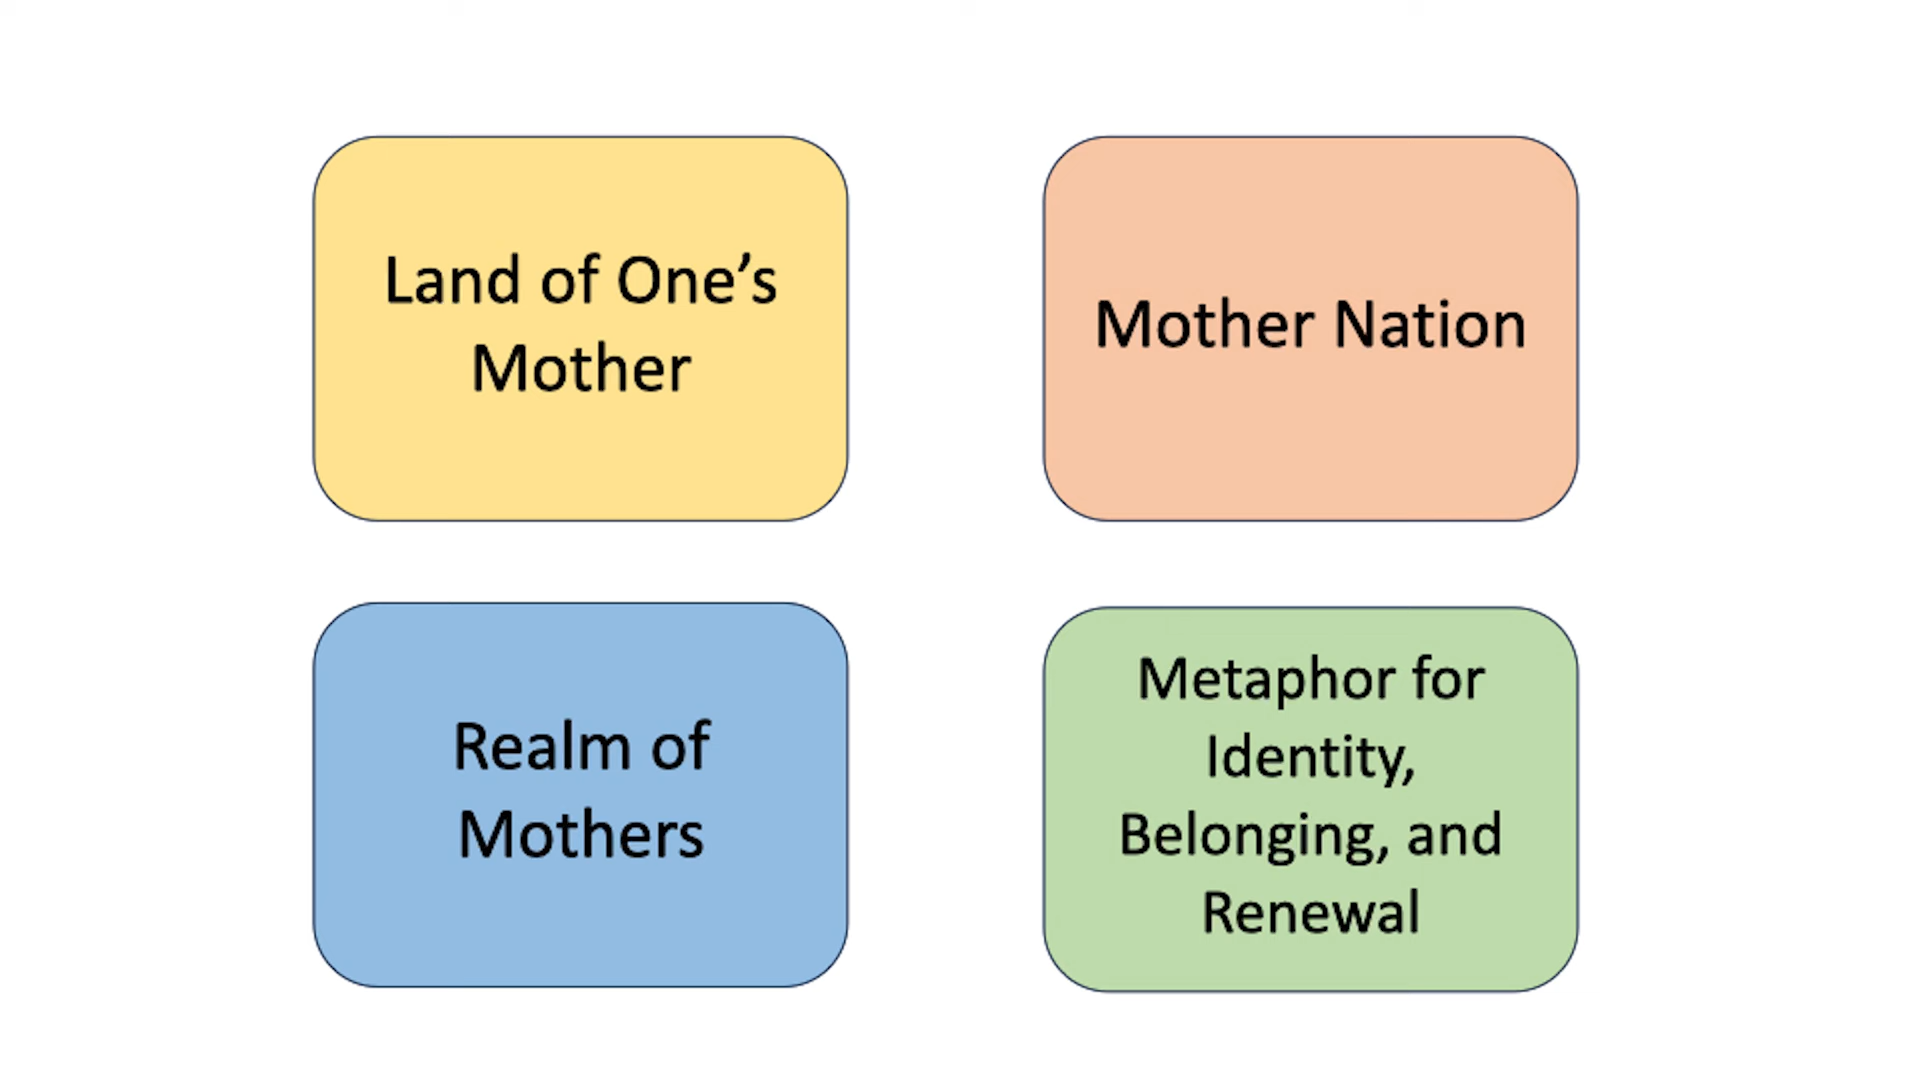 Land of One’s
Mother
Mother Nation
Realm of
Mothers
Metaphor for
Identity,
Belonging, and
Renewal